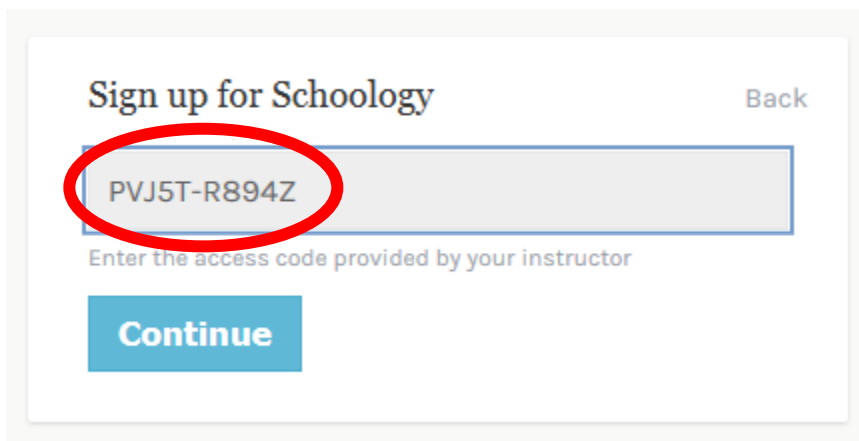 Sign up for Schoology Back
PVJ5T-R894Z
Enter the access code provided by your instructor
Continue